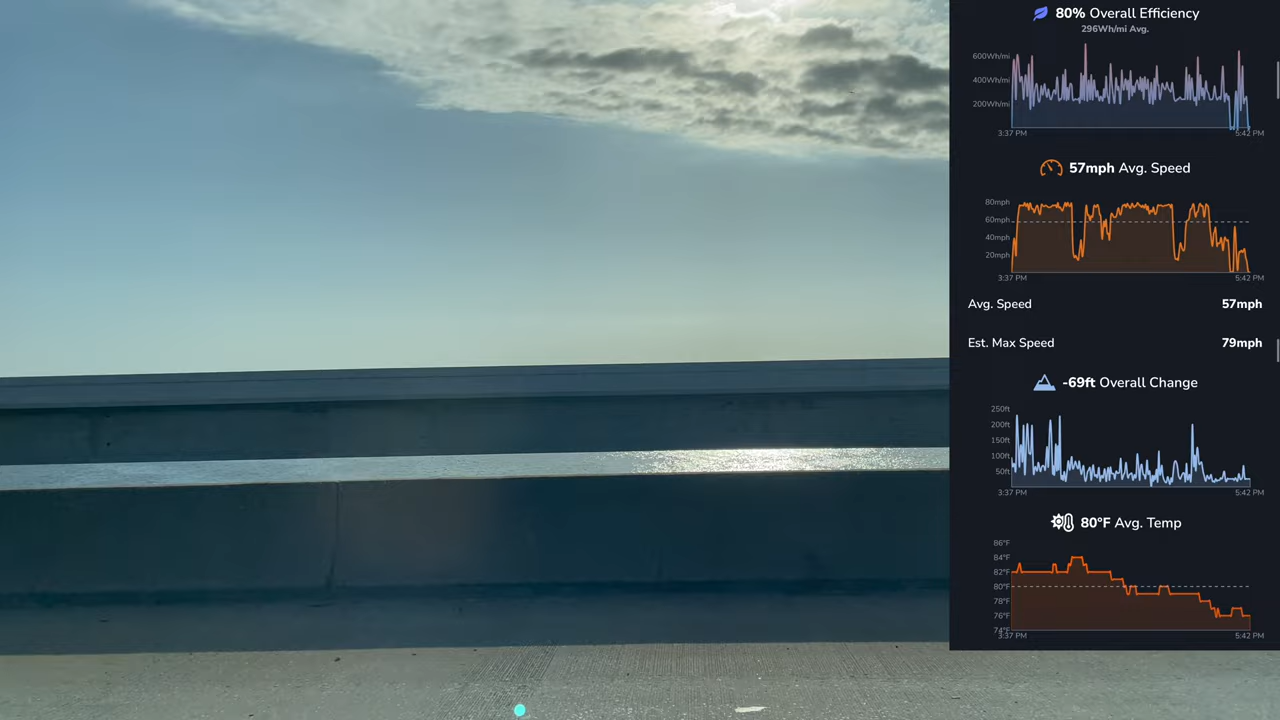 80% Overall Efficiency
296Wh/mi Avg.
600Wh/mi
400Wh/mi
200Wh/mi
3:37 PM 5:42 PM
57mph Avg. Speed
80mph
60mph
40mph
20mph
3:37 PM 5:42 PM
Avg. Speed 57mph
Est. Max Speed 79mph
-69ft Overall Change
250ft
200ft
150ft
100ft
50ft
3:37 PM 5:42 PM
80°F Avg. Temp
86°F
84°F
82°F
80°F
78°F
76°F
74°F
3:37 PM 5:42 PM